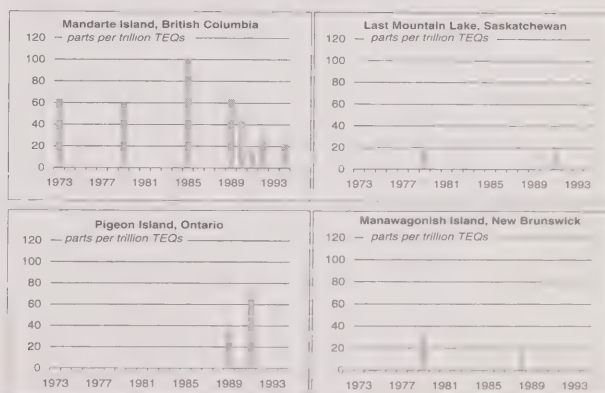 Mandarte Island, British Columbia
120 – parts per trillion TEQs
100
80
60
40
20
0
1973 1977 1981 1985 1989 1993
Last Mountain Lake, Saskatchewan
120 – parts per trillion TEQs
100
80
60
40
20
0
1973 1977 1981 1985 1989 1993
Pigeon Island, Ontario
120 – parts per trillion TEQs
100
80
60
40
20
0
1973 1977 1981 1985 1989 1993
Manawagonish Island, New Brunswick
120 – parts per trillion TEQs
100
80
60
40
20
0
1973 1977 1981 1985 1989 1993